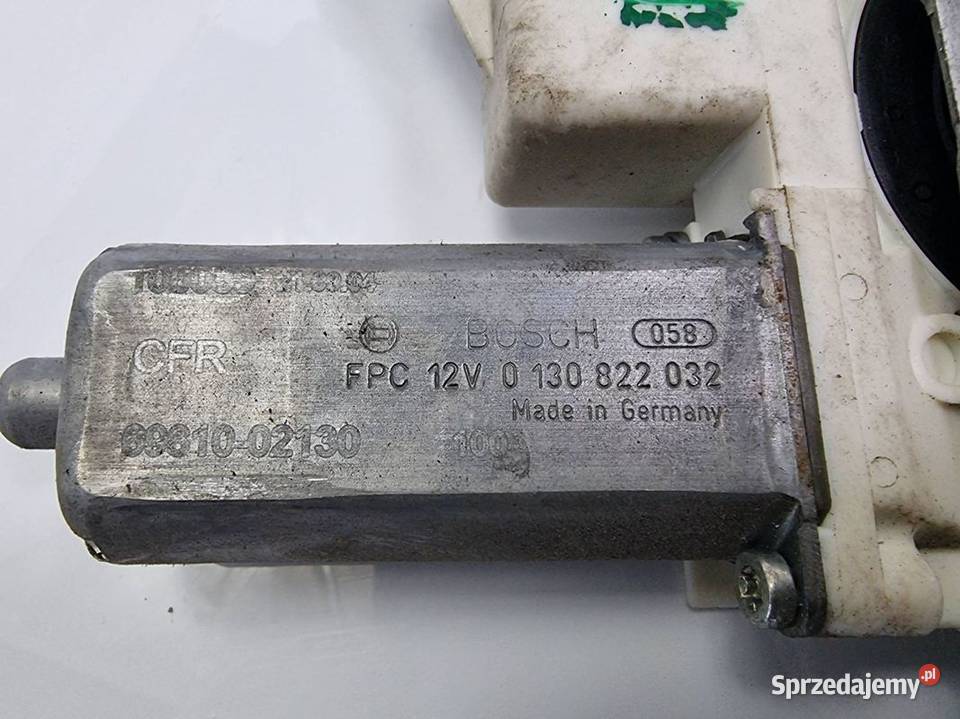 BOSCH 058
CFR
FPC 12V 0 130 822 032
Made in Germany
69810-02130
Sprzedajemy.pl